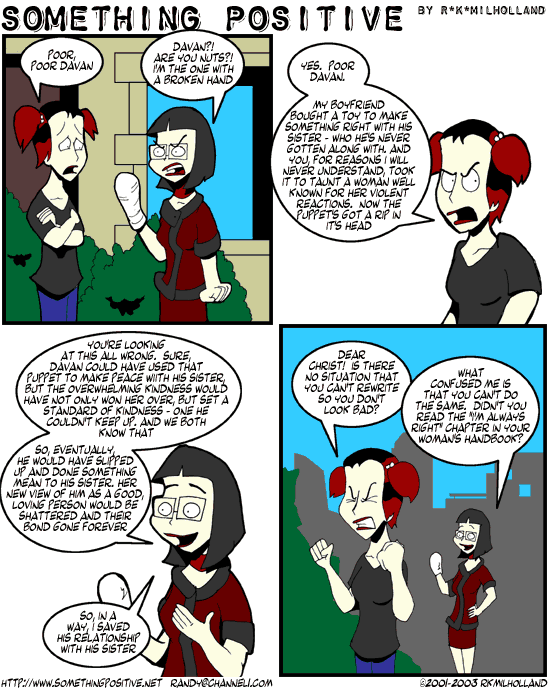 SOMETHING POSITIVE BY R*K*MILHOLLAND
POOR,
POOR DAVAN
DAVAN?!
ARE YOU NUTS?!
I'M THE ONE WITH
A BROKEN HAND
YES. POOR
DAVAN.
MY BOYFRIEND
BOUGHT A TOY TO MAKE
SOMETHING RIGHT WITH HIS
SISTER - WHO HE'S NEVER
GOTTEN ALONG WITH. AND
YOU, FOR REASONS I WILL
NEVER UNDERSTAND, TOOK
IT TO TAUNT A WOMAN WELL
KNOWN FOR HER VIOLENT
REACTIONS. NOW THE
PUPPET'S GOT A RIP IN
IT'S HEAD
YOU'RE LOOKING
AT THIS ALL WRONG. SURE,
DAVAN COULD HAVE USED THAT
PUPPET TO MAKE PEACE WITH HIS SISTER,
BUT THE OVERWHELMING KINDNESS WOULD
HAVE NOT ONLY WON HER OVER, BUT SET A
STANDARD OF KINDNESS - ONE HE
COULDN'T KEEP UP. AND WE BOTH
KNOW THAT
SO, EVENTUALLY,
HE WOULD HAVE SLIPPED
UP AND DONE SOMETHING
MEAN TO HIS SISTER. HER
NEW VIEW OF HIM AS A GOOD,
LOVING PERSON WOULD BE
SHATTERED AND THEIR
BOND GONE FOREVER
SO, IN A
WAY, I SAVED
HIS RELATIONSHIP
WITH HIS SISTER
DEAR
CHRIST! IS THERE
NO SITUATION THAT
YOU CAN'T REWRITE
SO YOU DON'T
LOOK BAD?
WHAT
CONFUSED ME IS
THAT YOU CAN'T DO
THE SAME. DIDN'T YOU
READ THE "I'M ALWAYS
RIGHT" CHAPTER IN YOUR
WOMAN'S HANDBOOK?
HTTP://WWW.SOMETHINGPOSITIVE.NET RANDY@CHANNEL1.COM ©2001-2003 RKMILHOLLAND